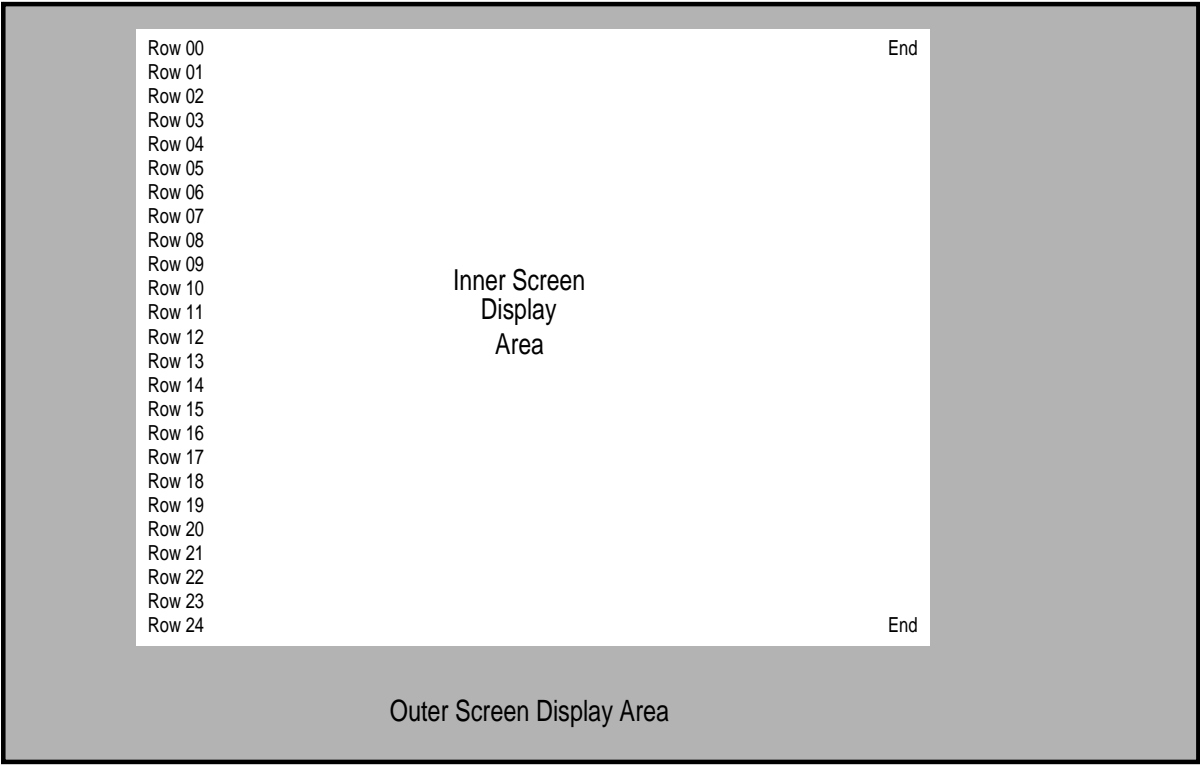 Row 00 End
Row 01
Row 02
Row 03
Row 04
Row 05
Row 06
Row 07
Row 08
Row 09
Row 10
Row 11
Row 12
Row 13
Row 14
Row 15
Row 16
Row 17
Row 18
Row 19
Row 20
Row 21
Row 22
Row 23
Row 24 End
Inner Screen
Display
Area
Outer Screen Display Area